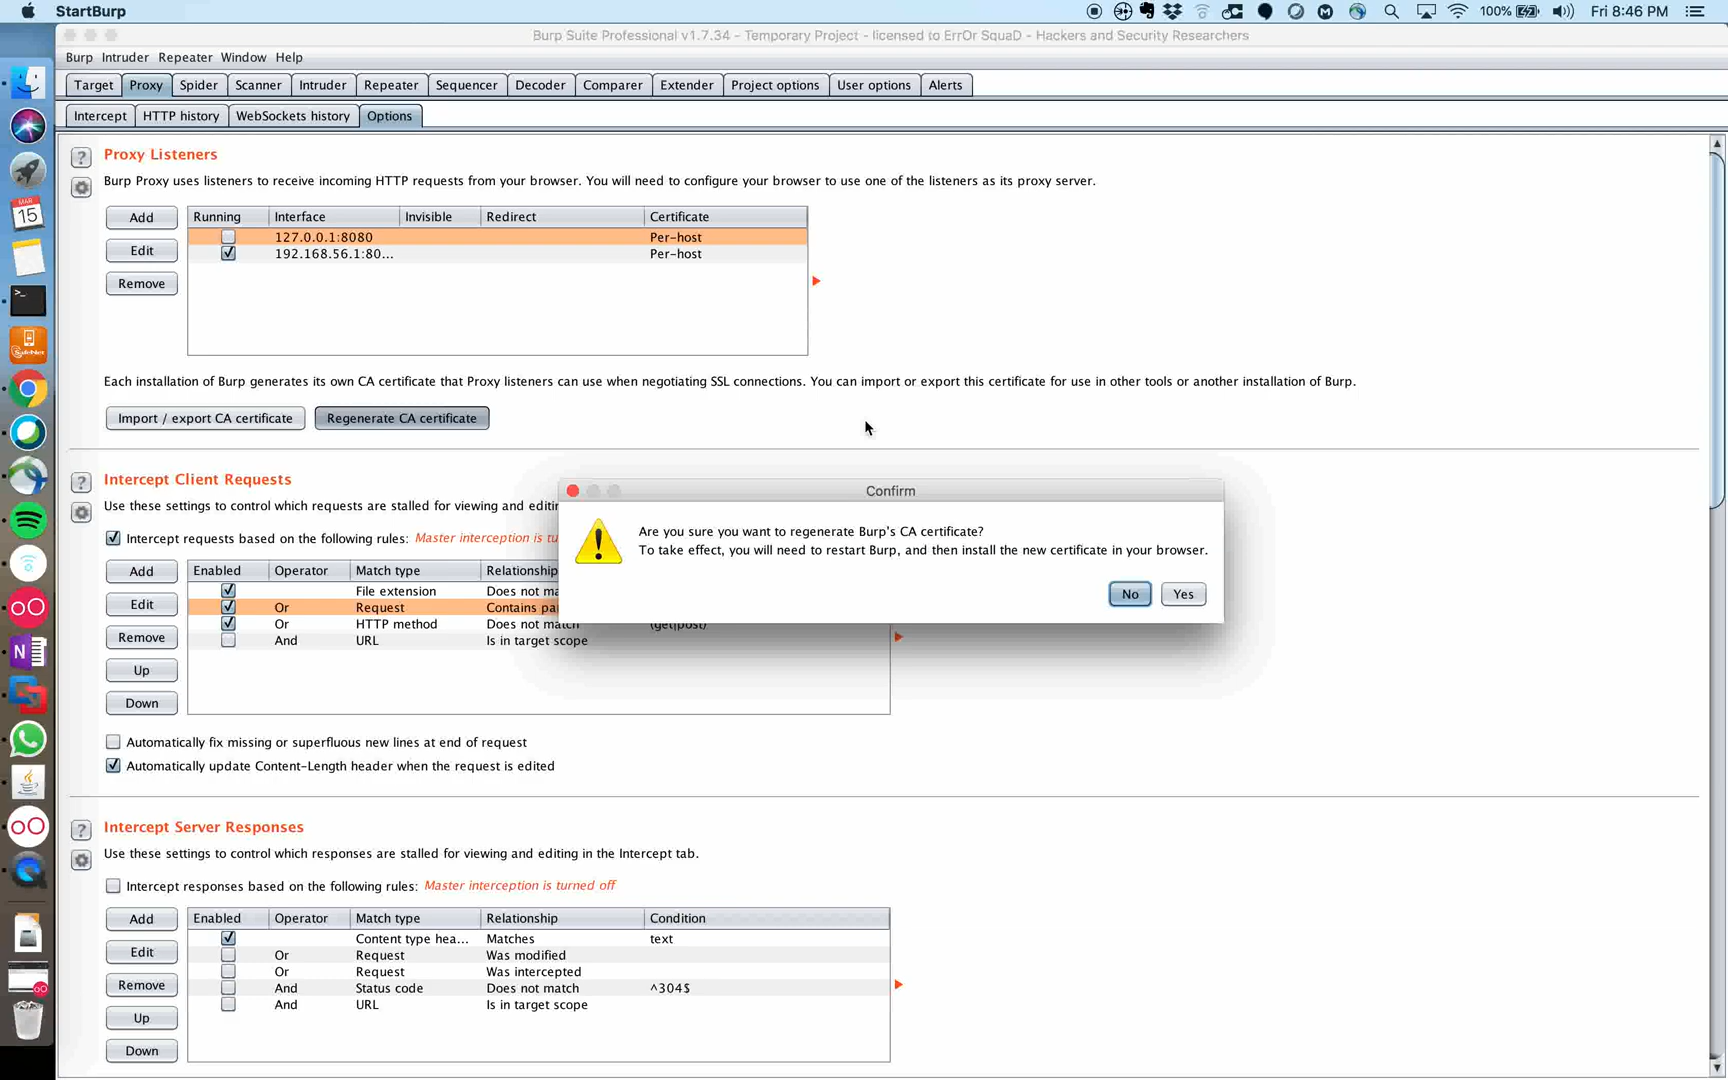 StartBurp
100%
Fri 8:46 PM
Burp Suite Professional v1.7.34 - Temporary Project - licensed to ErrOr SquaD - Hackers and Security Researchers
Burp Intruder Repeater Window Help
Target Proxy Spider Scanner Intruder Repeater Sequencer Decoder Comparer Extender Project options User options Alerts
Intercept HTTP history WebSockets history Options
Proxy Listeners
Burp Proxy uses listeners to receive incoming HTTP requests from your browser. You will need to configure your browser to use one of the listeners as its proxy server.
Add Running Interface Invisible Redirect Certificate
127.0.0.1:8080 Per-host
Edit 192.168.56.1:80... Per-host
Remove
Each installation of Burp generates its own CA certificate that Proxy listeners can use when negotiating SSL connections. You can import or export this certificate for use in other tools or another installation of Burp.
Import / export CA certificate Regenerate CA certificate
Intercept Client Requests
Use these settings to control which requests are stalled for viewing and editin
Intercept requests based on the following rules: Master interception is tu
Add Enabled Operator Match type Relationship
File extension Does not ma
Edit Or Request Contains pa
Or HTTP method Does not match (get|post)
Remove And URL Is in target scope
Up
Down
Confirm
Are you sure you want to regenerate Burp's CA certificate?
To take effect, you will need to restart Burp, and then install the new certificate in your browser.
No Yes
Automatically fix missing or superfluous new lines at end of request
Automatically update Content-Length header when the request is edited
Intercept Server Responses
Use these settings to control which responses are stalled for viewing and editing in the Intercept tab.
Intercept responses based on the following rules: Master interception is turned off
Add Enabled Operator Match type Relationship Condition
Content type hea... Matches text
Edit Or Request Was modified
Or Request Was intercepted
Remove And Status code Does not match ^304$
And URL Is in target scope
Up
Down
MAR
15